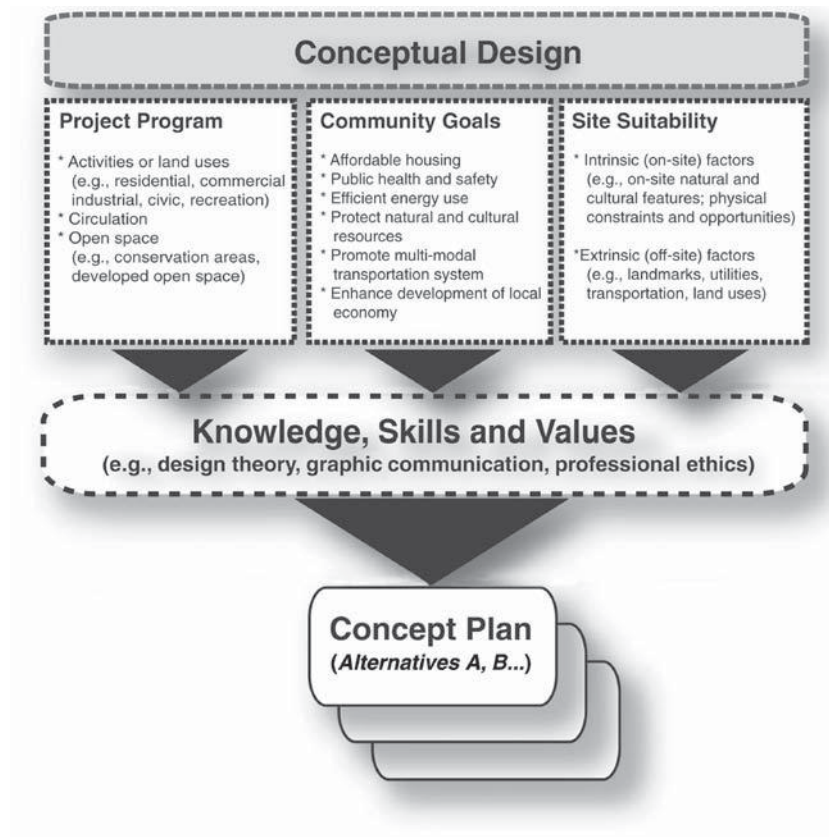 Conceptual Design
Project Program
* Activities or land uses
(e.g., residential, commercial
industrial, civic, recreation)
* Circulation
* Open space
(e.g., conservation areas,
developed open space)
Community Goals
* Affordable housing
* Public health and safety
* Efficient energy use
* Protect natural and cultural
resources
* Promote multi-modal
transportation system
* Enhance development of local
economy
Site Suitability
* Intrinsic (on-site) factors
(e.g., on-site natural and
cultural features; physical
constraints and opportunities)
*Extrinsic (off-site) factors
(e.g., landmarks, utilities,
transportation, land uses)
Knowledge, Skills and Values
(e.g., design theory, graphic communication, professional ethics)
Concept Plan
(Alternatives A, B...)